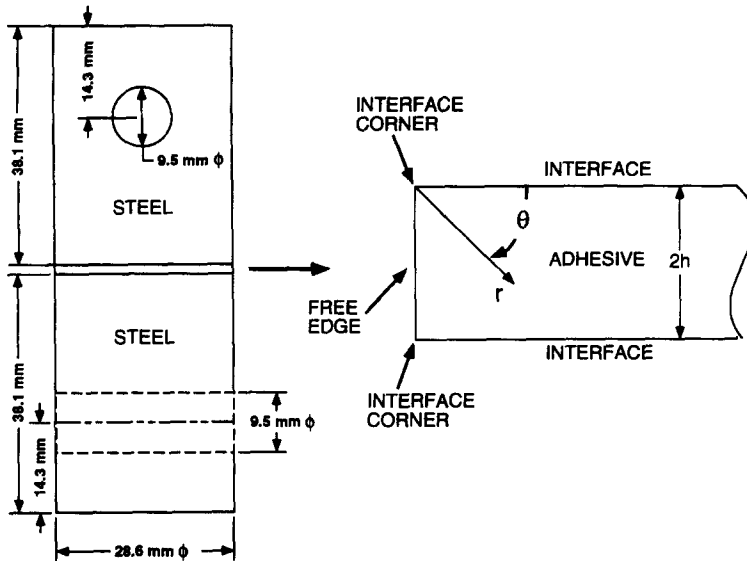 14.3 mm
38.1 mm
9.5 mm ϕ
STEEL
STEEL
38.1 mm
14.3 mm
9.5 mm ϕ
28.6 mm ϕ
INTERFACE
CORNER
INTERFACE
θ
ADHESIVE
2h
r
FREE
EDGE
INTERFACE
INTERFACE
CORNER